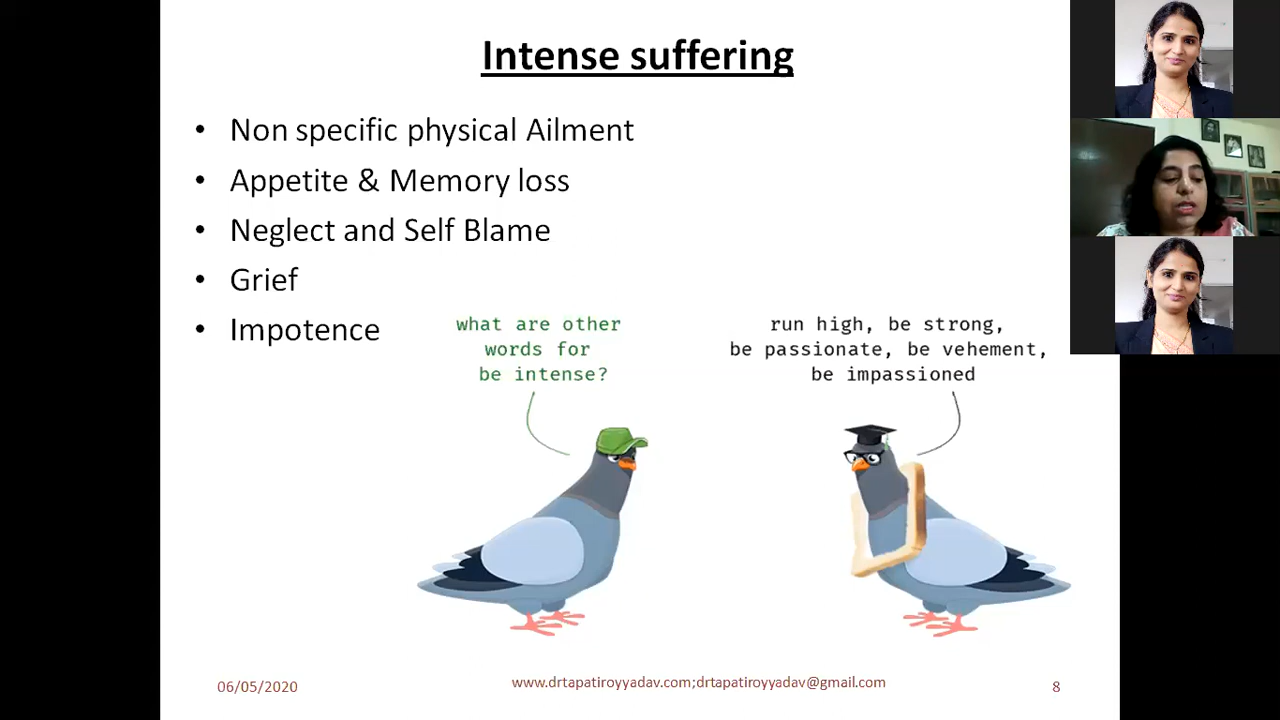 Intense suffering
• Non specific physical Ailment
• Appetite & Memory loss
• Neglect and Self Blame
• Grief
• Impotence
what are other
words for
be intense?
run high, be strong,
be passionate, be vehement,
be impassioned
06/05/2020
www.drtapatiroyyadav.com;drtapatiroyyadav@gmail.com
8